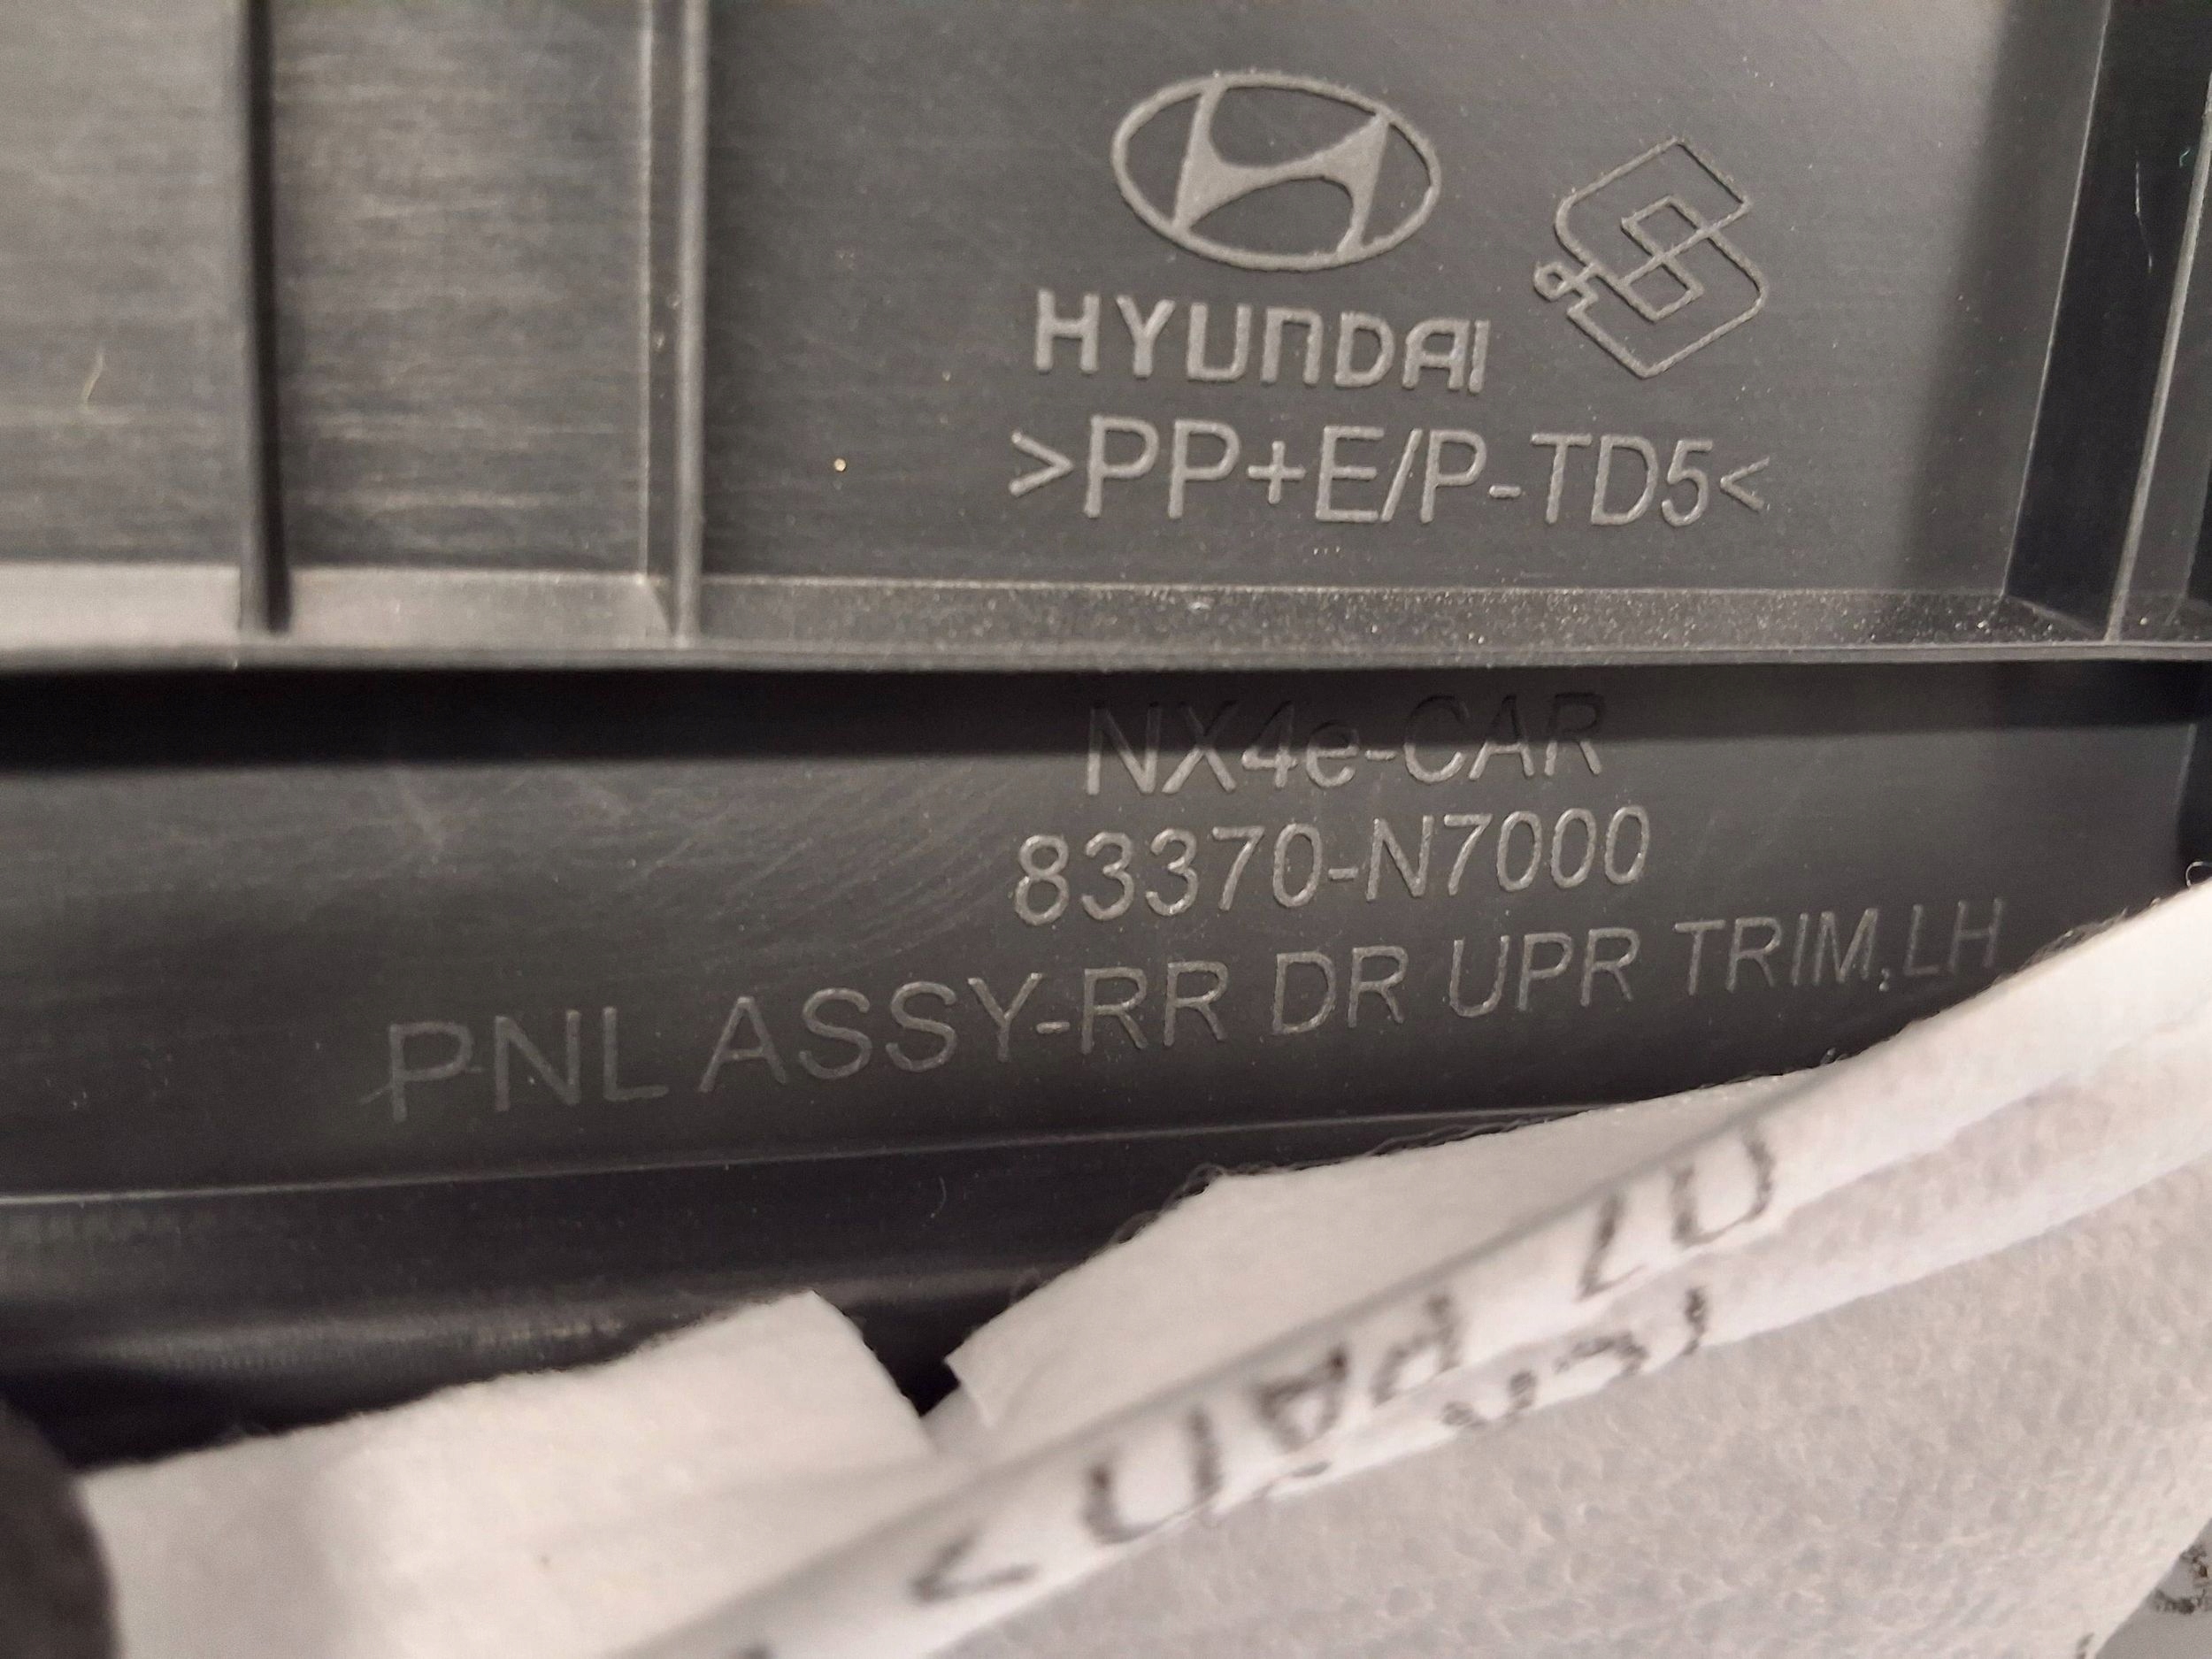 HYUNDAI
>PP+E/P-TD5<
NX4e-CAR
83370-N7000
PNL ASSY-RR DR UPR TRIM,LH